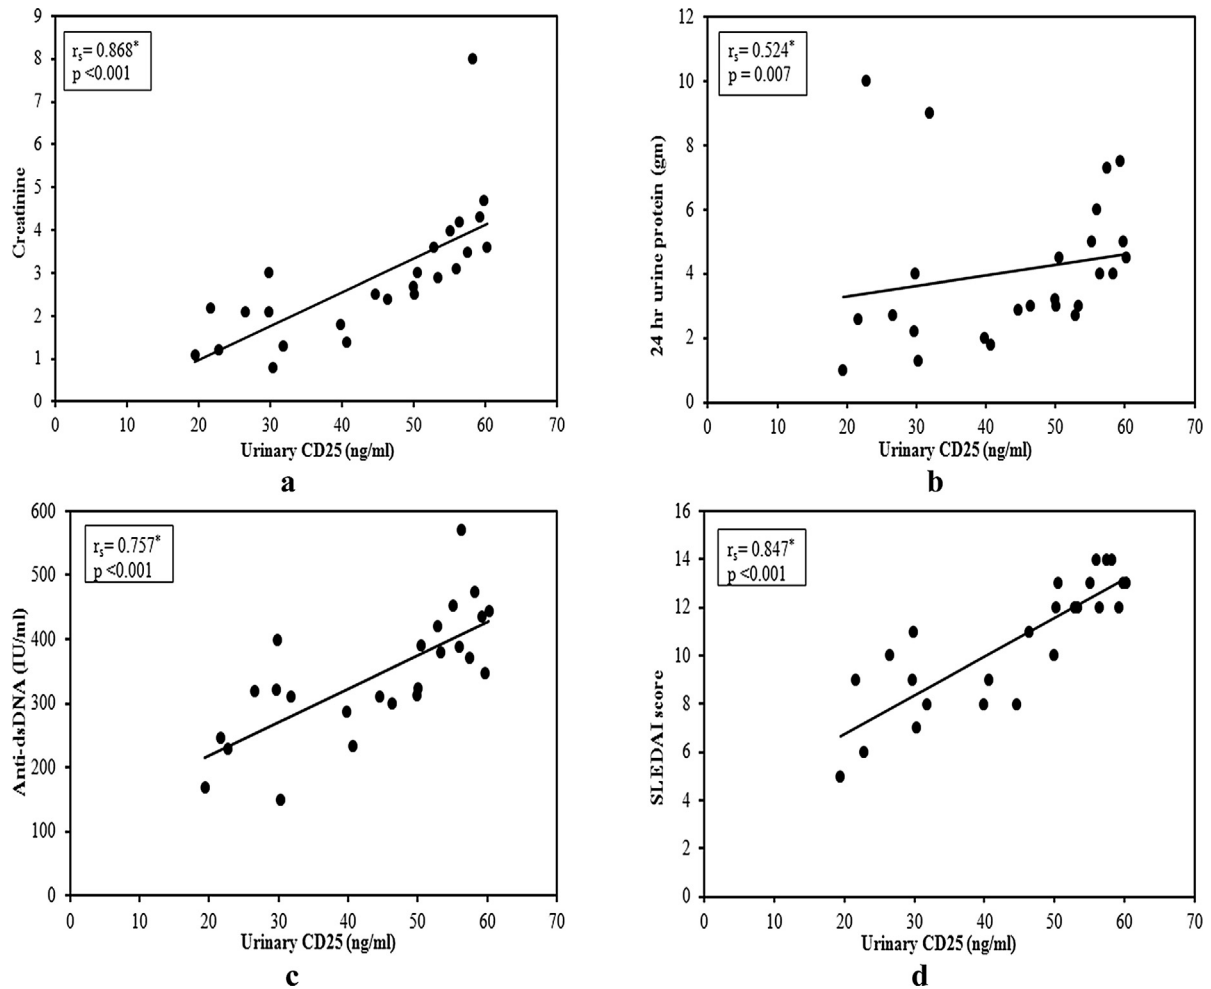 9
8
7
6
5
4
3
2
1
0
rs= 0.868*
p <0.001
Creatinine
0 10 20 30 40 50 60 70
Urinary CD25 (ng/ml)
a
12
10
8
6
4
2
0
rs= 0.524*
p = 0.007
24 hr urine protein (gm)
0 10 20 30 40 50 60 70
Urinary CD25 (ng/ml)
b
600
500
400
300
200
100
0
rs= 0.757*
p <0.001
Anti-dsDNA (IU/ml)
0 10 20 30 40 50 60 70
Urinary CD25 (ng/ml)
c
16
14
12
10
8
6
4
2
0
rs= 0.847*
p <0.001
SLEDAI score
0 10 20 30 40 50 60 70
Urinary CD25 (ng/ml)
d